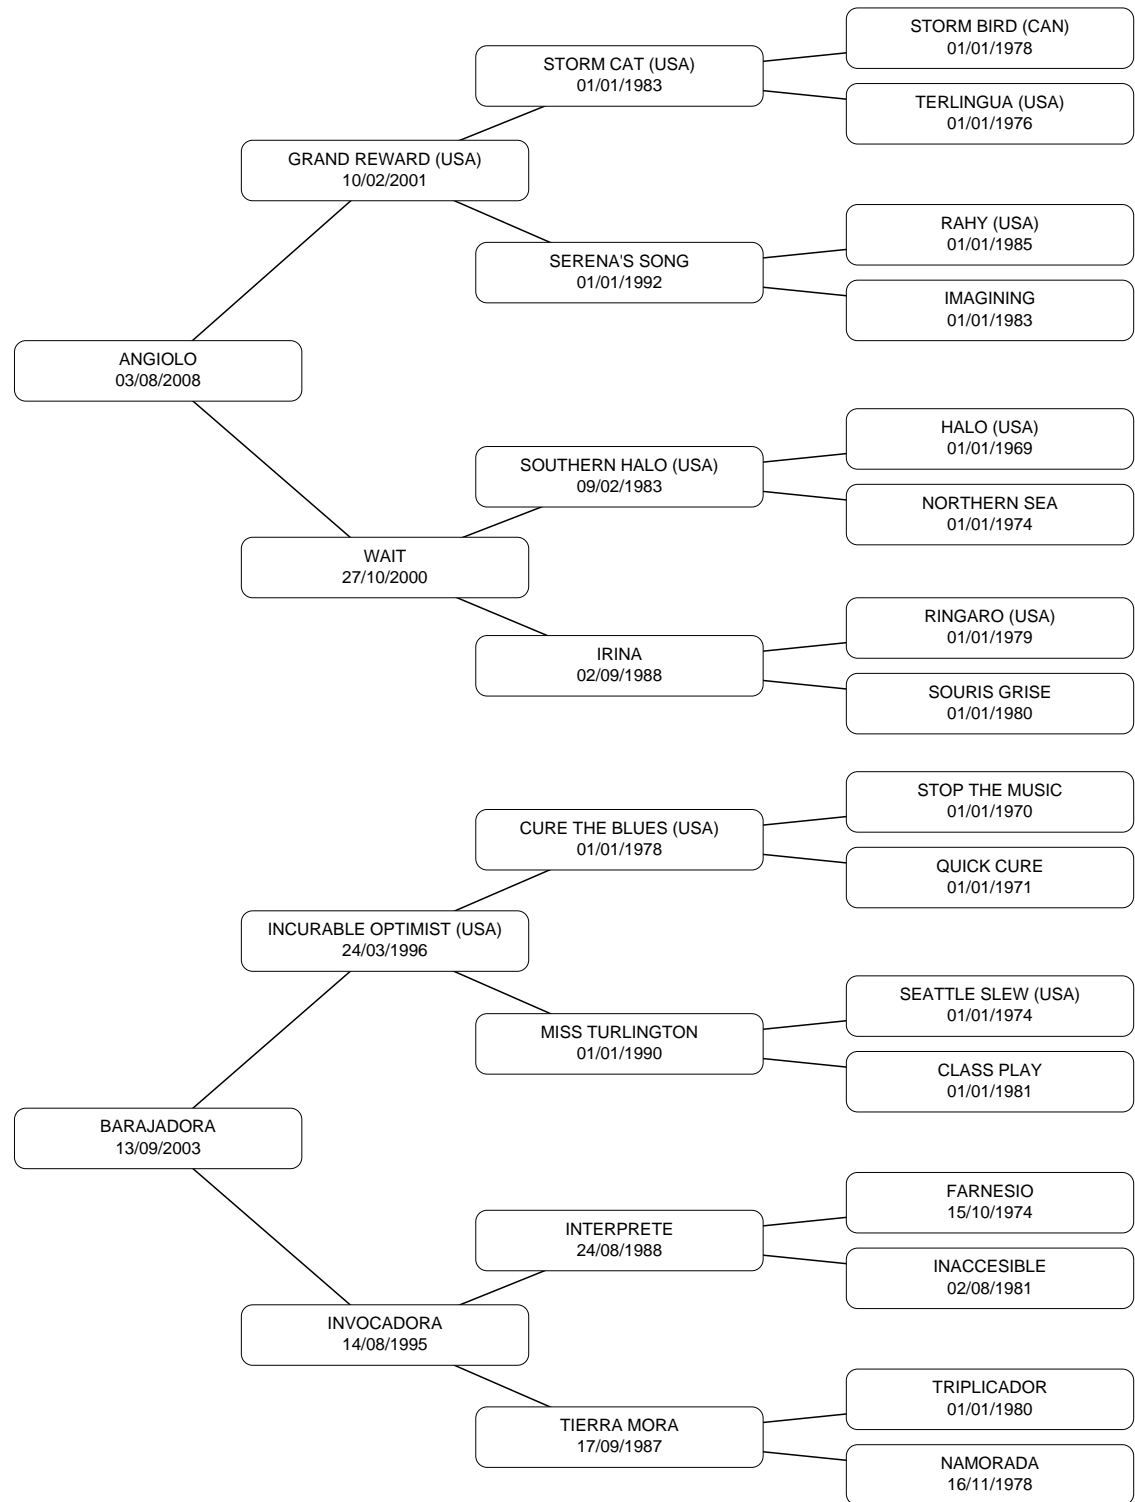 STORM BIRD (CAN)
01/01/1978
STORM CAT (USA)
01/01/1983
TERLINGUA (USA)
01/01/1976
GRAND REWARD (USA)
10/02/2001
RAHY (USA)
01/01/1985
SERENA'S SONG
01/01/1992
IMAGINING
01/01/1983
ANGIOLO
03/08/2008
HALO (USA)
01/01/1969
SOUTHERN HALO (USA)
09/02/1983
NORTHERN SEA
01/01/1974
WAIT
27/10/2000
RINGARO (USA)
01/01/1979
IRINA
02/09/1988
SOURIS GRISE
01/01/1980
STOP THE MUSIC
01/01/1970
CURE THE BLUES (USA)
01/01/1978
QUICK CURE
01/01/1971
INCURABLE OPTIMIST (USA)
24/03/1996
SEATTLE SLEW (USA)
01/01/1974
MISS TURLINGTON
01/01/1990
CLASS PLAY
01/01/1981
BARAJADORA
13/09/2003
FARNESIO
15/10/1974
INTERPRETE
24/08/1988
INACCESIBLE
02/08/1981
INVOCADORA
14/08/1995
TRIPLICADOR
01/01/1980
TIERRA MORA
17/09/1987
NAMORADA
16/11/1978